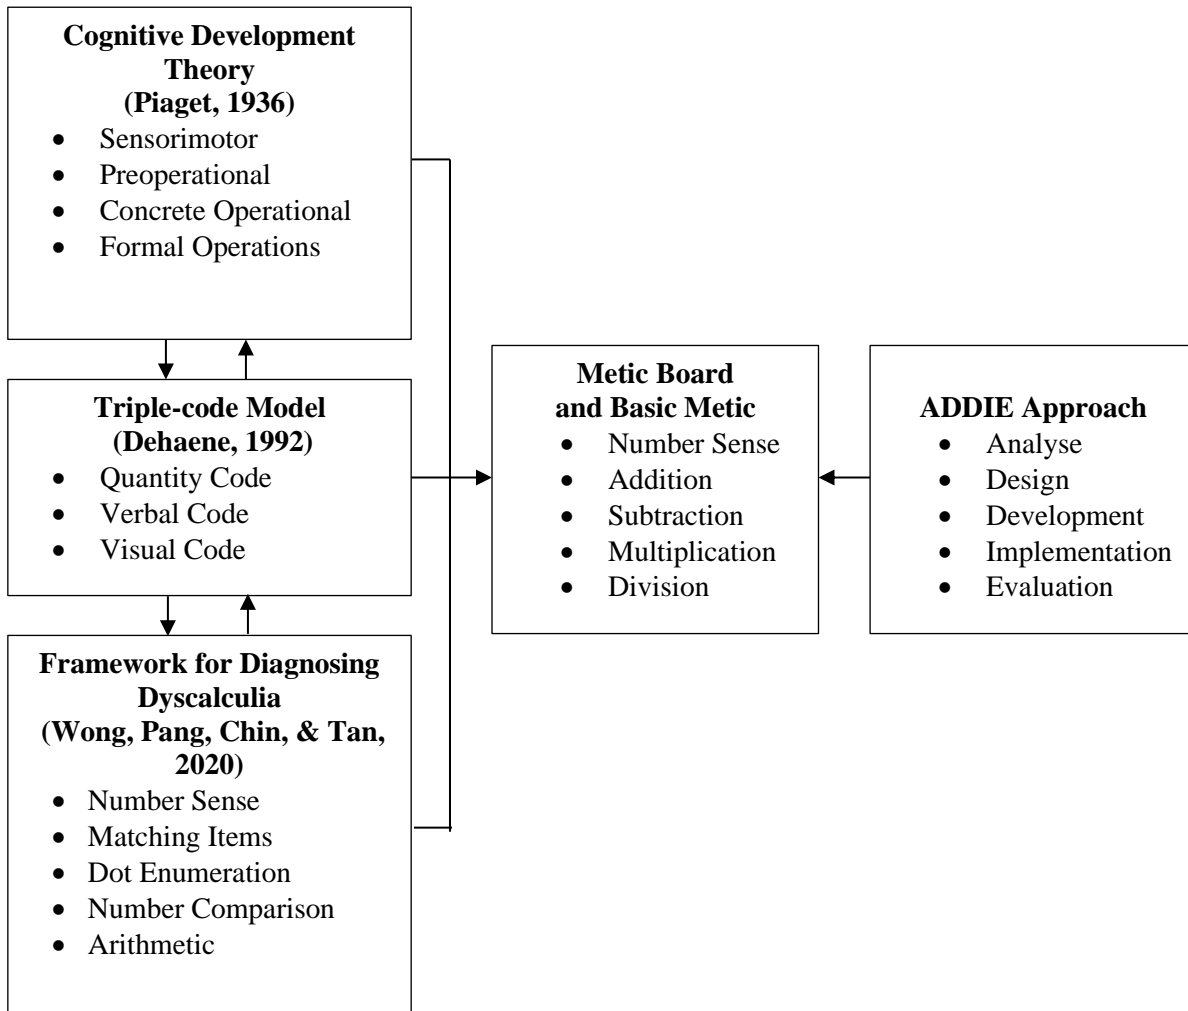 Cognitive Development
Theory
(Piaget, 1936)
• Sensorimotor
• Preoperational
• Concrete Operational
• Formal Operations
Triple-code Model
(Dehaene, 1992)
• Quantity Code
• Verbal Code
• Visual Code
Framework for Diagnosing
Dyscalculia
(Wong, Pang, Chin, & Tan,
2020)
• Number Sense
• Matching Items
• Dot Enumeration
• Number Comparison
• Arithmetic
Metic Board
and Basic Metic
• Number Sense
• Addition
• Subtraction
• Multiplication
• Division
ADDIE Approach
• Analyse
• Design
• Development
• Implementation
• Evaluation